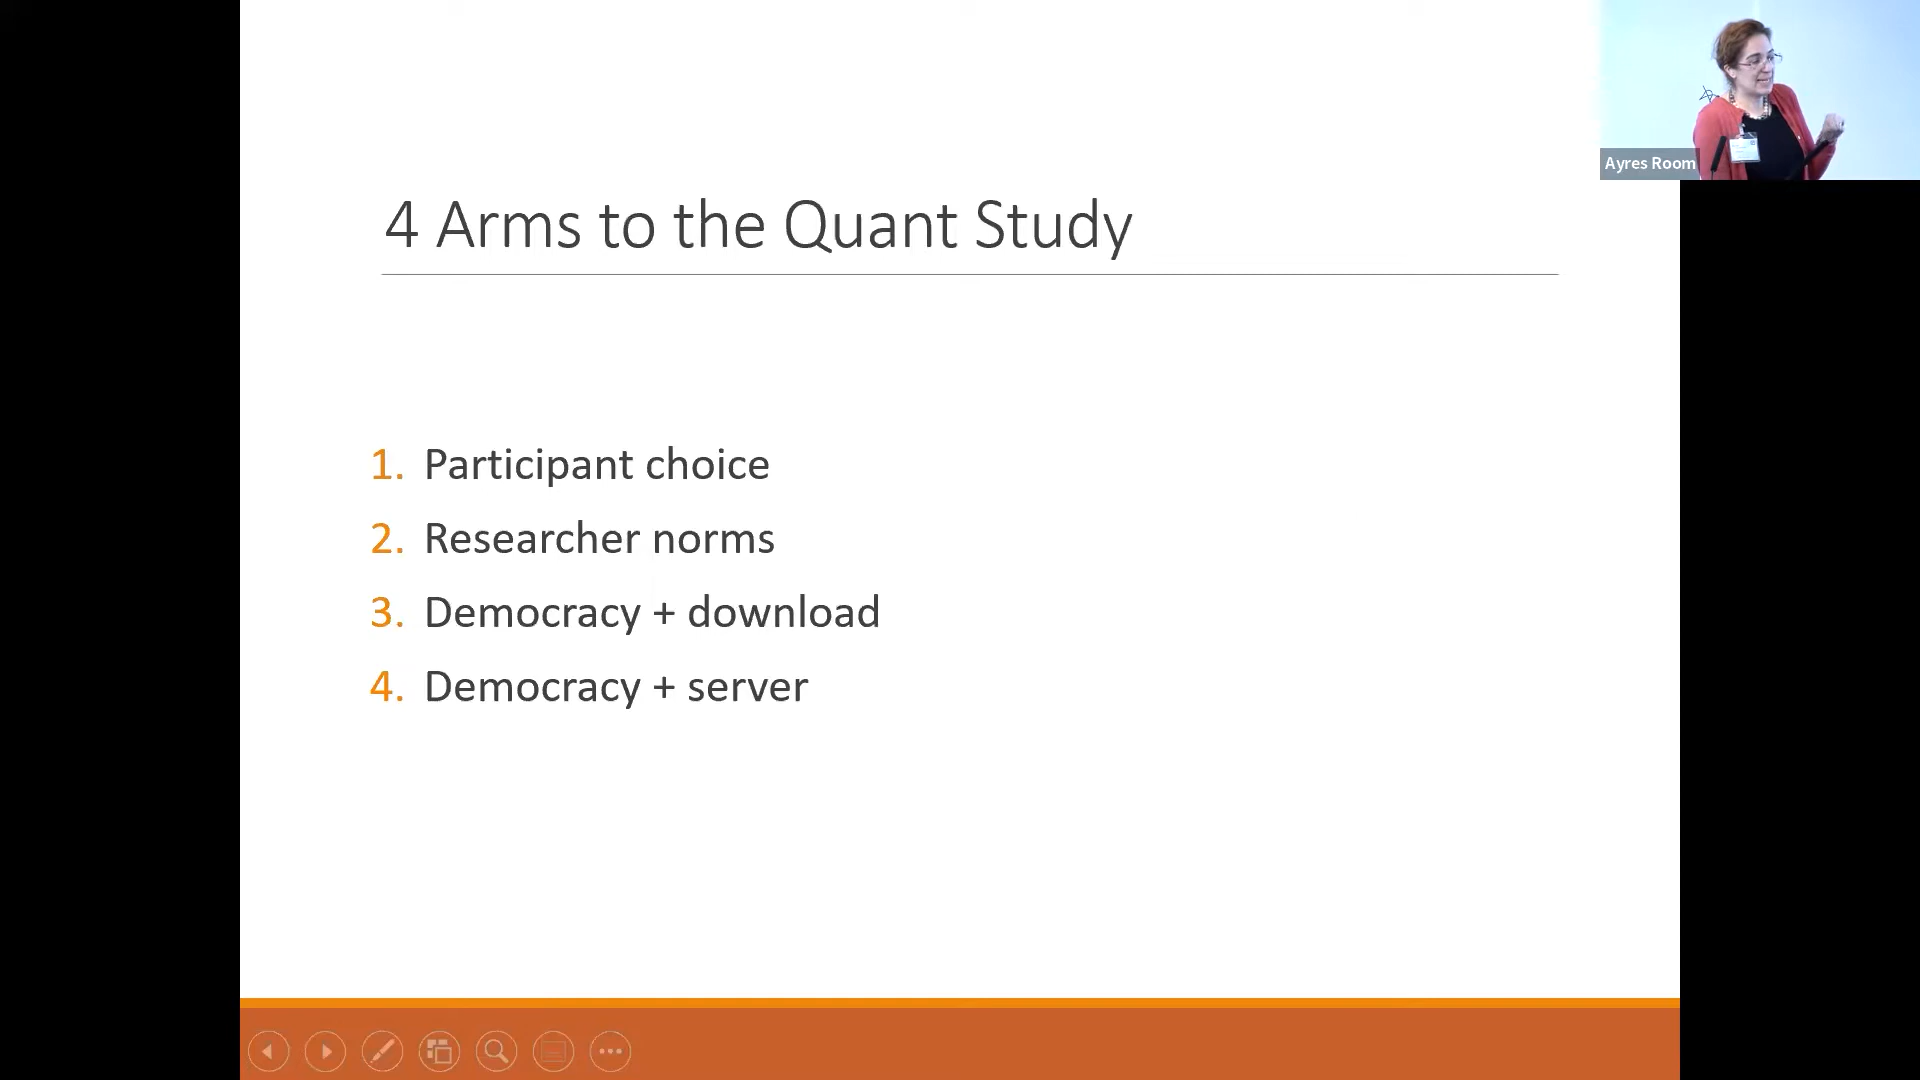 Ayres Room
4 Arms to the Quant Study
1. Participant choice
2. Researcher norms
3. Democracy + download
4. Democracy + server